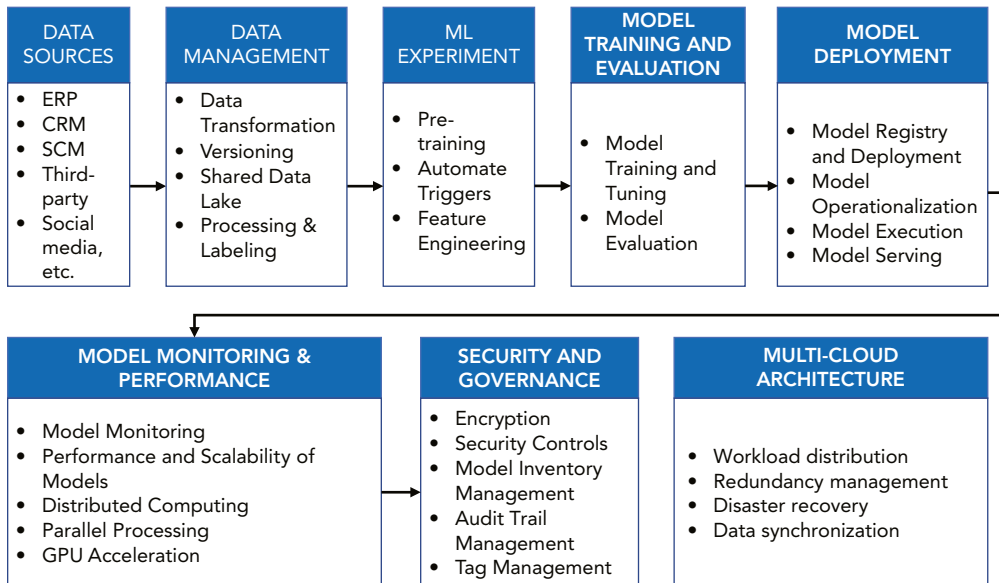 DATA
SOURCES
• ERP
• CRM
• SCM
• Third-
party
• Social
media,
etc.
DATA
MANAGEMENT
• Data
Transformation
• Versioning
• Shared Data
Lake
• Processing &
Labeling
ML
EXPERIMENT
• Pre-
training
• Automate
Triggers
• Feature
Engineering
MODEL
TRAINING AND
EVALUATION
• Model
Training and
Tuning
• Model
Evaluation
MODEL
DEPLOYMENT
• Model Registry
and Deployment
• Model
Operationalization
• Model Execution
• Model Serving
MODEL MONITORING &
PERFORMANCE
• Model Monitoring
• Performance and Scalability of
Models
• Distributed Computing
• Parallel Processing
• GPU Acceleration
SECURITY AND
GOVERNANCE
• Encryption
• Security Controls
• Model Inventory
Management
• Audit Trail
Management
• Tag Management
MULTI-CLOUD
ARCHITECTURE
• Workload distribution
• Redundancy management
• Disaster recovery
• Data synchronization